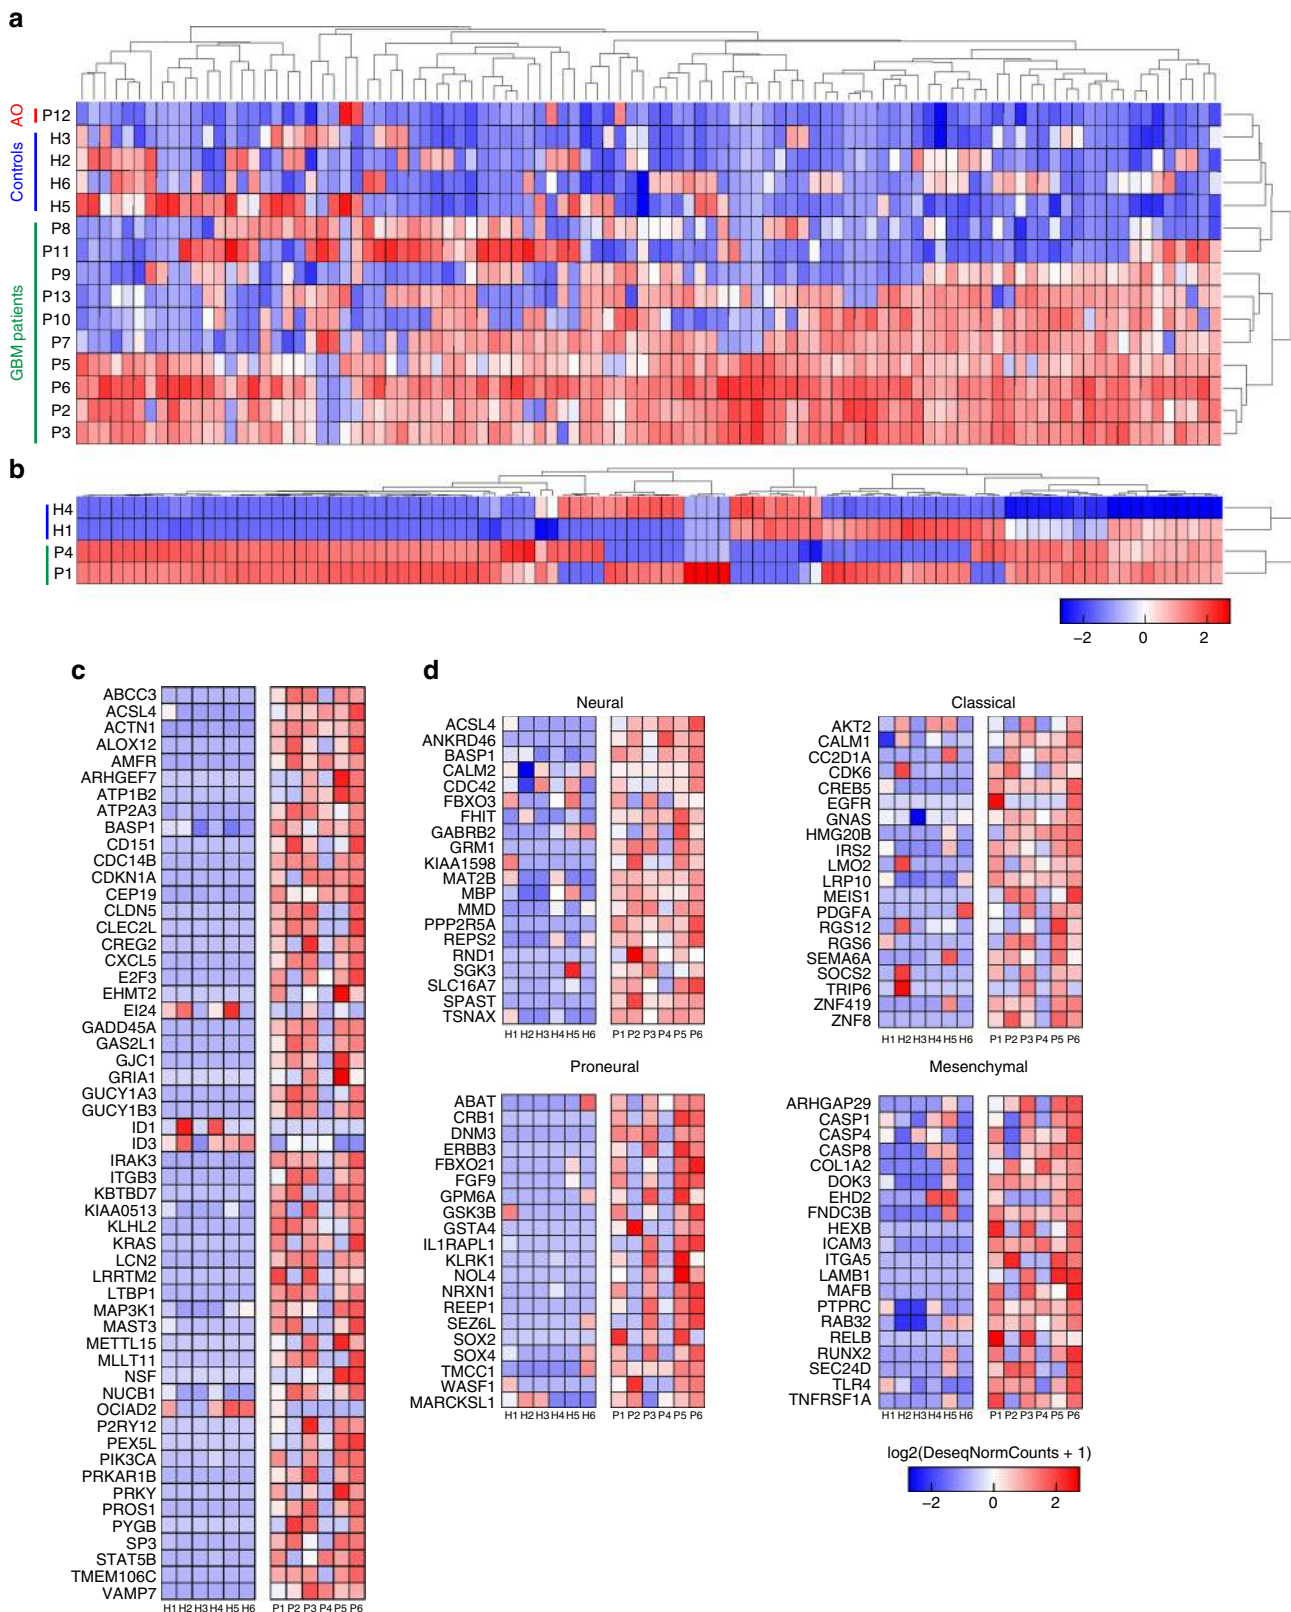 a
AO
Controls
GBM patients
P12
H3
H2
H6
H5
P8
P11
P9
P13
P10
P7
P5
P6
P2
P3
b
H4
H1
P4
P1
−2 0 2
c
ABCC3
ACSL4
ACTN1
ALOX12
AMFR
ARHGEF7
ATP1B2
ATP2A3
BASP1
CD151
CDC14B
CDKN1A
CEP19
CLDN5
CLEC2L
CREG2
CXCL5
E2F3
EHMT2
EI24
GADD45A
GAS2L1
GJC1
GRIA1
GUCY1A3
GUCY1B3
ID1
ID3
IRAK3
ITGB3
KBTBD7
KIAA0513
KLHL2
KRAS
LCN2
LRRTM2
LTBP1
MAP3K1
MAST3
METTL15
MLLT11
NSF
NUCB1
OCIAD2
P2RY12
PEX5L
PIK3CA
PRKAR1B
PRKY
PROS1
PYGB
SP3
STAT5B
TMEM106C
VAMP7
H1 H2 H3 H4 H5 H6 P1 P2 P3 P4 P5 P6
d
Neural
ACSL4
ANKRD46
BASP1
CALM2
CDC42
FBXO3
FHIT
GABRB2
GRM1
KIAA1598
MAT2B
MBP
MMD
PPP2R5A
REPS2
RND1
SGK3
SLC16A7
SPAST
TSNAX
H1 H2 H3 H4 H5 H6 P1 P2 P3 P4 P5 P6
Classical
AKT2
CALM1
CC2D1A
CDK6
CREB5
EGFR
GNAS
HMG20B
IRS2
LMO2
LRP10
MEIS1
PDGFA
RGS12
RGS6
SEMA6A
SOCS2
TRIP6
ZNF419
ZNF8
H1 H2 H3 H4 H5 H6 P1 P2 P3 P4 P5 P6
Proneural
ABAT
CRB1
DNM3
ERBB3
FBXO21
FGF9
GPM6A
GSK3B
GSTA4
IL1RAPL1
KLRK1
NOL4
NRXN1
REEP1
SEZ6L
SOX2
SOX4
TMCC1
WASF1
MARCKSL1
H1 H2 H3 H4 H5 H6 P1 P2 P3 P4 P5 P6
Mesenchymal
ARHGAP29
CASP1
CASP4
CASP8
COL1A2
DOK3
EHD2
FNDC3B
HEXB
ICAM3
ITGA5
LAMB1
MAFB
PTPRC
RAB32
RELB
RUNX2
SEC24D
TLR4
TNFRSF1A
H1 H2 H3 H4 H5 H6 P1 P2 P3 P4 P5 P6
log2(DeseqNormCounts + 1)
−2 0 2